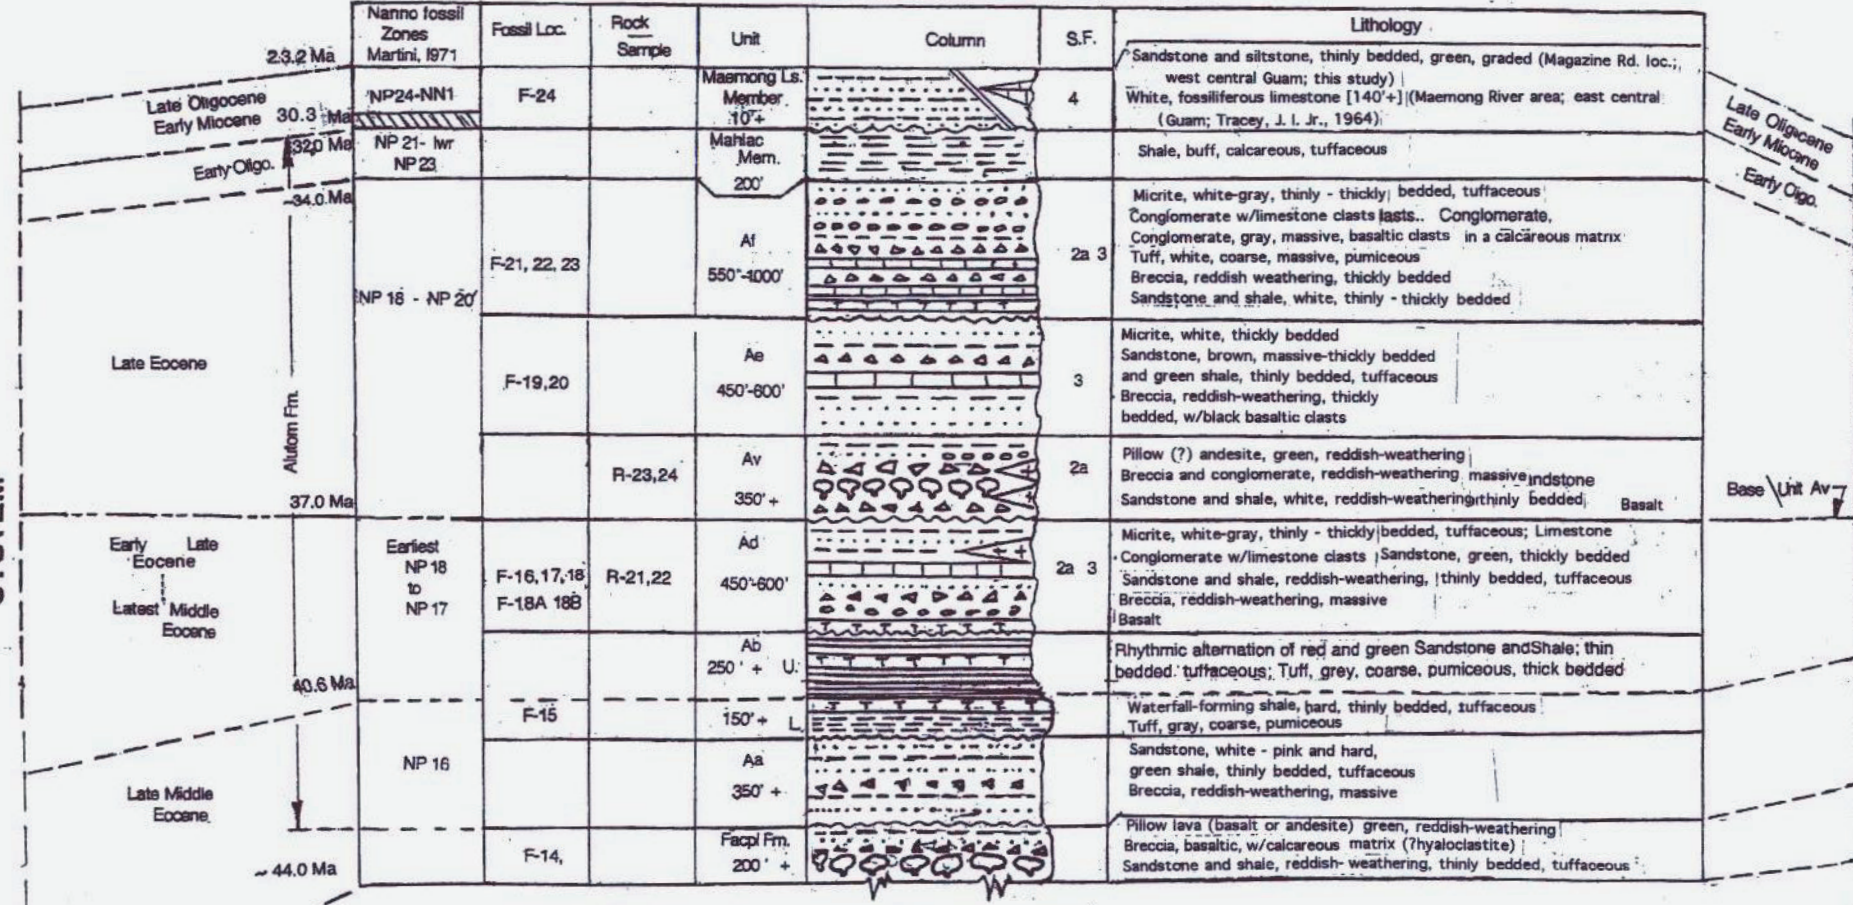 Nanno fossil
Zones
Martini, 1971
Fossil Loc.
Rock
Sample
Unit
Column
S.F.
Lithology
23.2 Ma
Late Oligocene
Early Miocene
30.3 Ma
NP24-NN1
F-24
Maemong Ls.
Member
10'+
4
Sandstone and siltstone, thinly bedded, green, graded (Magazine Rd. loc.;
west central Guam; this study)
White, fossiliferous limestone [140'+] (Maemong River area; east central
(Guam; Tracey, J. I. Jr., 1964)
Late Oligocene
Early Miocene
32.0 Ma
Early Oligo.
NP 21- lwr
NP23
Mahlac
Mem.
200'
Shale, buff, calcareous, tuffaceous
Early Oligo.
~34.0 Ma
NP 18 - NP 20
F-21, 22, 23
Af
550'-1000'
2a 3
Micrite, white-gray, thinly - thickly bedded, tuffaceous
Conglomerate w/limestone clasts lasts.. Conglomerate,
Conglomerate, gray, massive, basaltic clasts in a calcareous matrix
Tuff, white, coarse, massive, pumiceous
Breccia, reddish weathering, thickly bedded
Sandstone and shale, white, thinly - thickly bedded
Late Eocene
Alutom Fm.
F-19,20
Ae
450'-600'
3
Micrite, white, thickly bedded
Sandstone, brown, massive-thickly bedded
and green shale, thinly bedded, tuffaceous
Breccia, reddish-weathering, thickly
bedded, w/black basaltic clasts
R-23,24
Av
350' +
2a
Pillow (?) andesite, green, reddish-weathering
Breccia and conglomerate, reddish-weathering massive indstone
Sandstone and shale, white, reddish-weathering thinly bedded Basalt
Base Unit Av
37.0 Ma
Early Late
Eocene
Latest Middle
Eocene
Earliest
NP 18
to
NP 17
F-16,17,18
F-18A 18B
R-21,22
Ad
450'-600'
2a 3
Micrite, white-gray, thinly - thickly bedded, tuffaceous; Limestone
Conglomerate w/limestone clasts Sandstone, green, thickly bedded
Sandstone and shale, reddish-weathering, thinly bedded, tuffaceous
Breccia, reddish-weathering, massive
Basalt
Ab
250 ' + U.
Rhythmic alternation of red and green Sandstone andShale; thin
bedded tuffaceous; Tuff, grey, coarse, pumiceous, thick bedded
40.6 Ma
F-15
150' + L
Waterfall-forming shale, hard, thinly bedded, tuffaceous
Tuff, gray, coarse, pumiceous
NP 16
Aa
350' +
Sandstone, white - pink and hard,
green shale, thinly bedded, tuffaceous
Breccia, reddish-weathering, massive
Late Middle
Eocene
~ 44.0 Ma
F-14,
Facpl Fm.
200 ' +
Pillow lava (basalt or andesite) green, reddish-weathering
Breccia, basaltic, w/calcareous matrix (?hyaloclastite)
Sandstone and shale, reddish- weathering, thinly bedded, tuffaceous